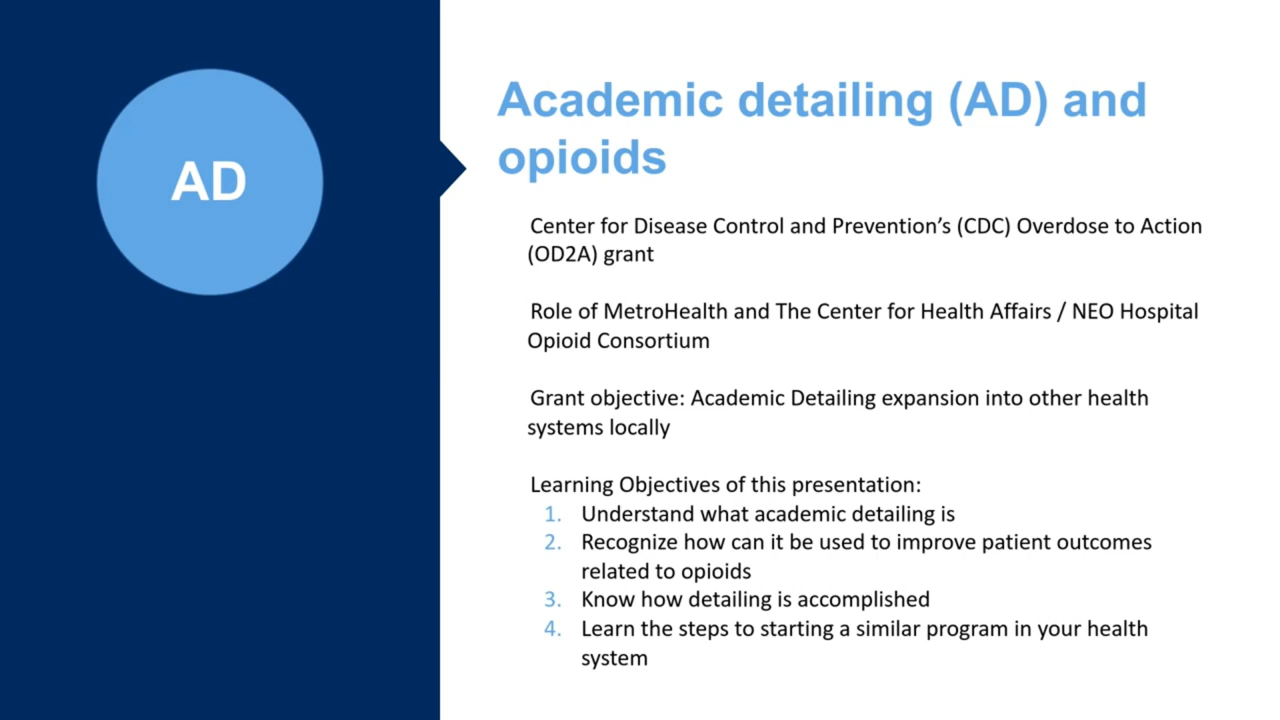 AD
Academic detailing (AD) and
opioids
Center for Disease Control and Prevention’s (CDC) Overdose to Action
(OD2A) grant
Role of MetroHealth and The Center for Health Affairs / NEO Hospital
Opioid Consortium
Grant objective: Academic Detailing expansion into other health
systems locally
Learning Objectives of this presentation:
1. Understand what academic detailing is
2. Recognize how can it be used to improve patient outcomes
related to opioids
3. Know how detailing is accomplished
4. Learn the steps to starting a similar program in your health
system